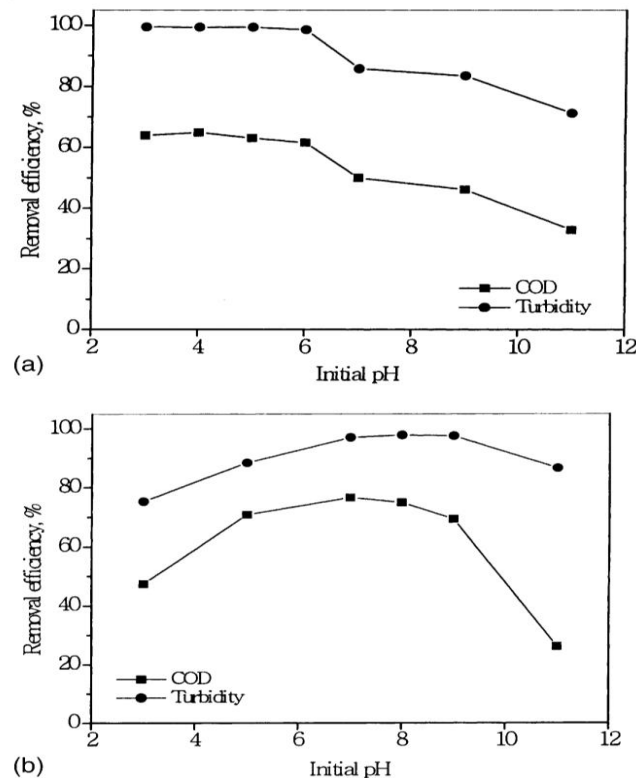 100
80
60
40
20
0
Removal efficiency, %
COD
Turbidity
2 4 6 8 10 12
Initial pH
(a)
100
80
60
40
20
0
Removal efficiency, %
COD
Turbidity
2 4 6 8 10 12
Initial pH
(b)